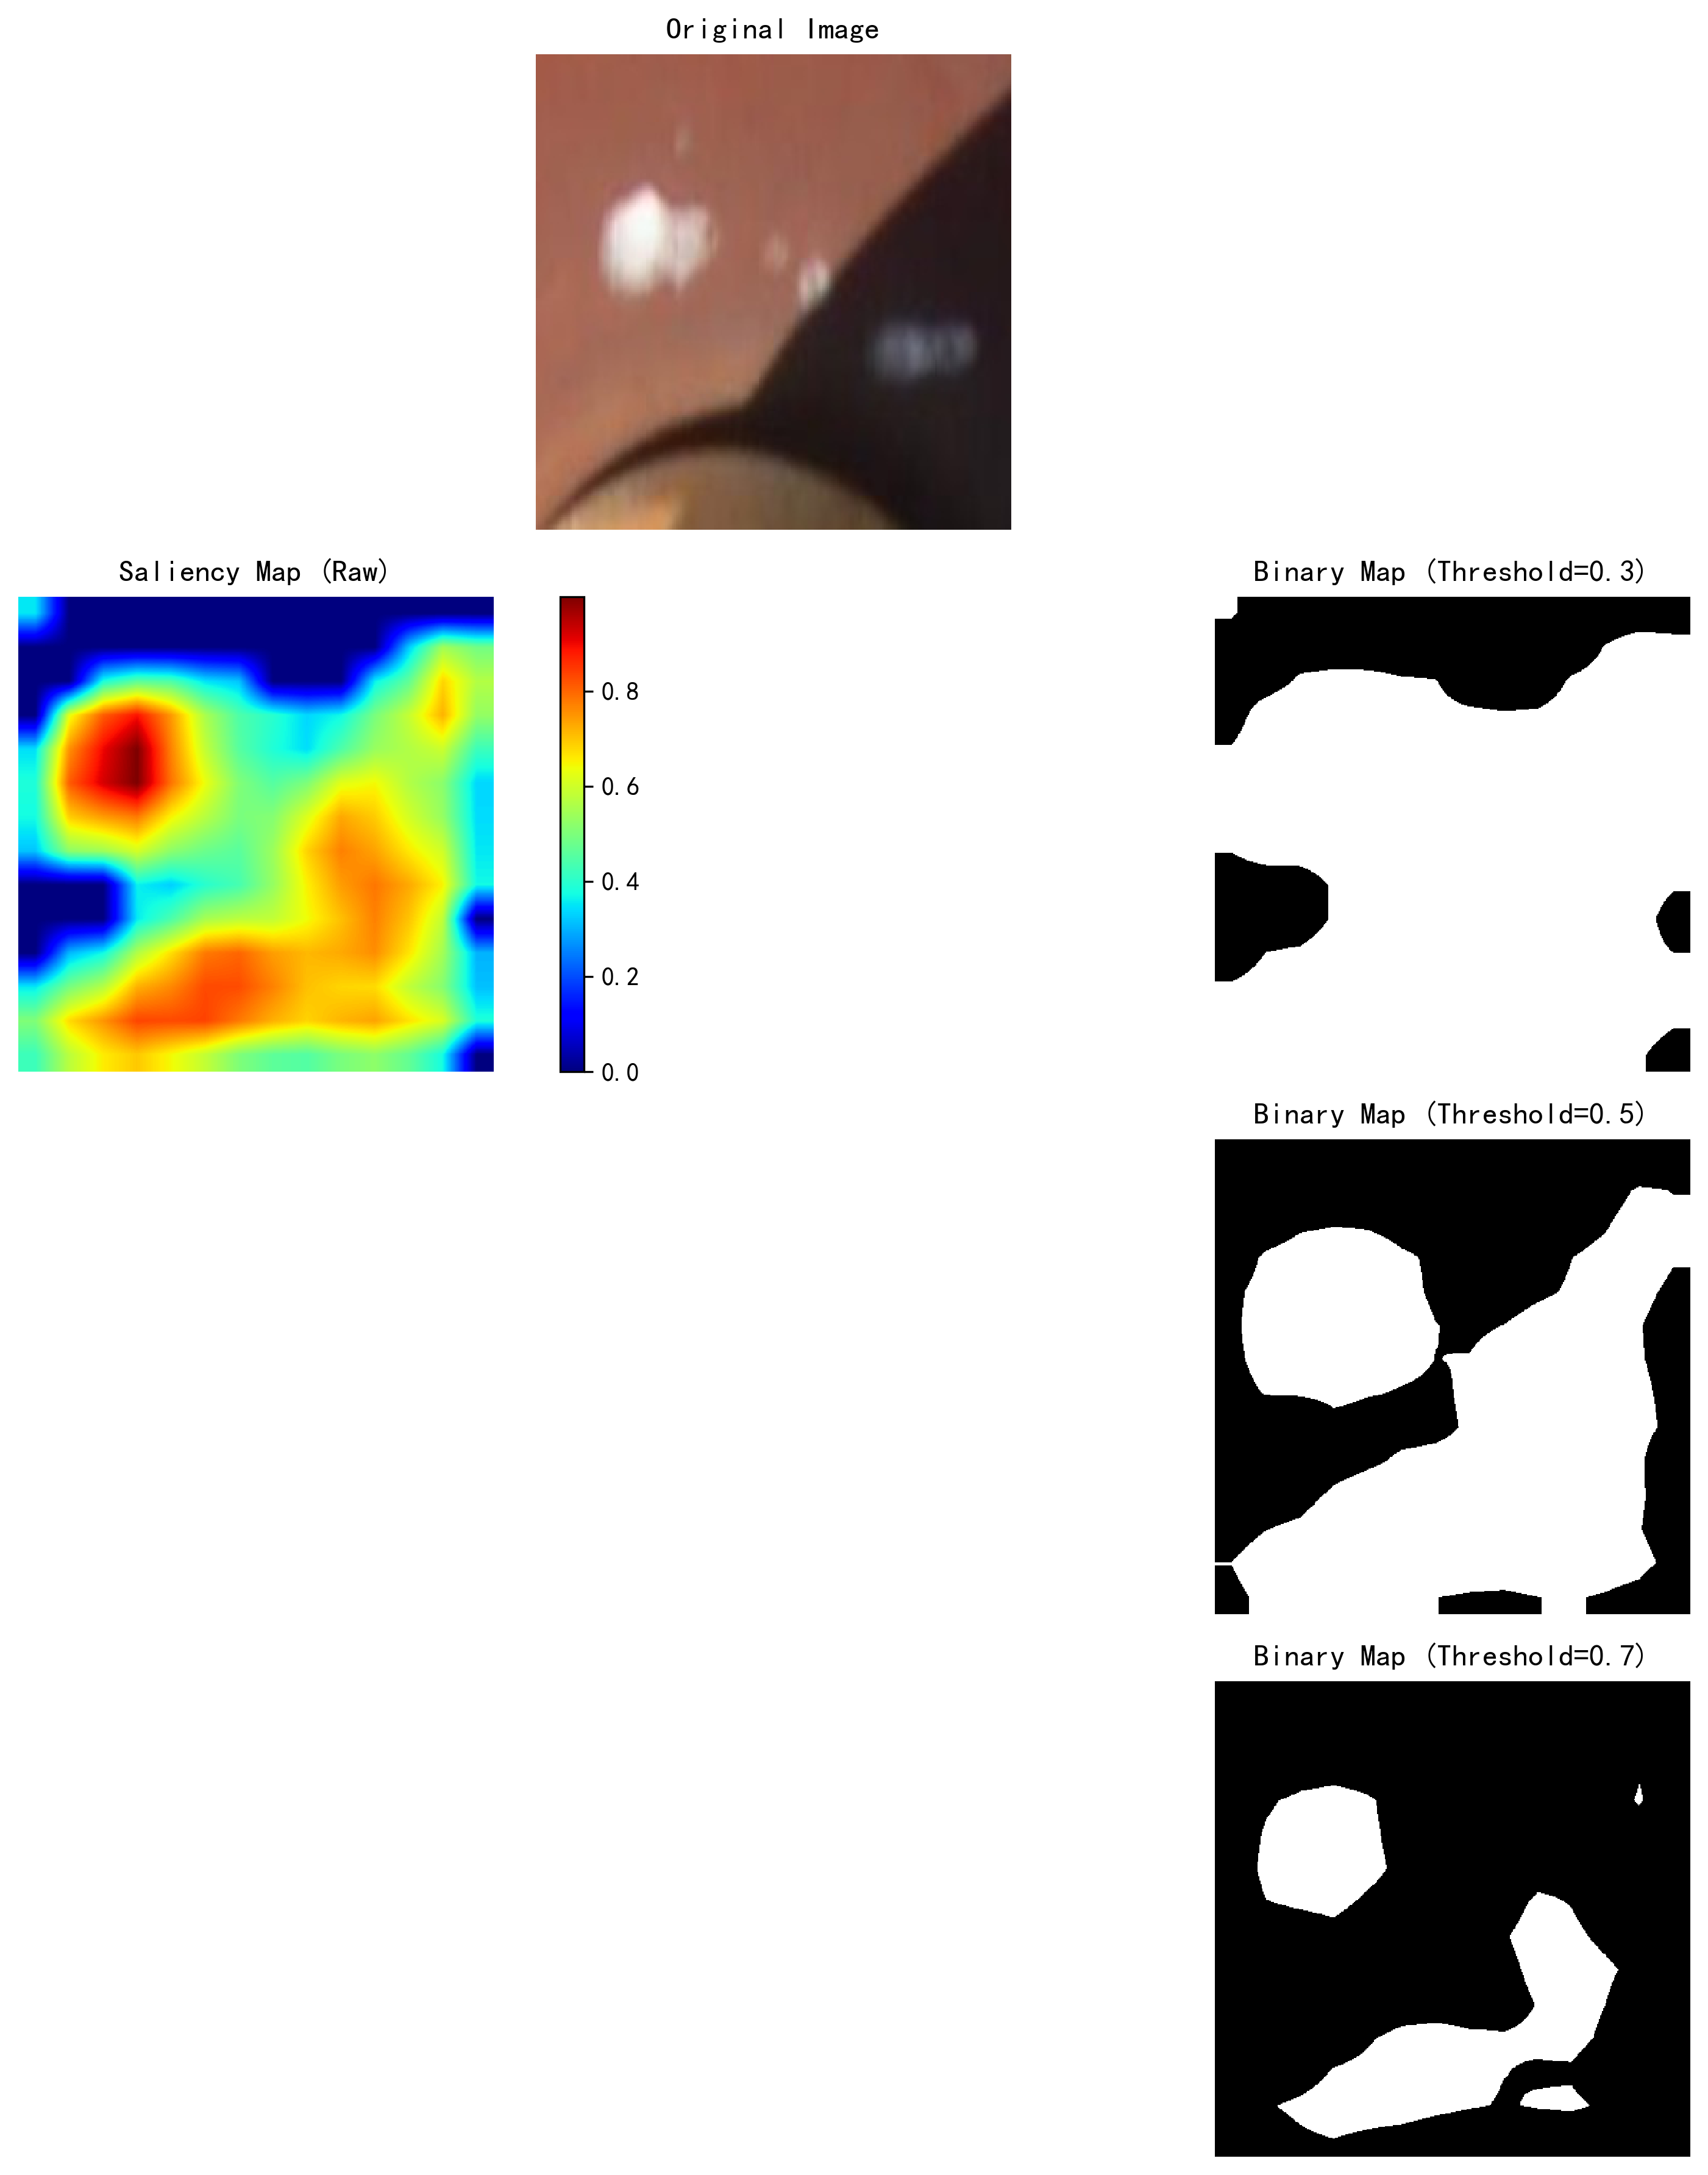 Original Image
Saliency Map (Raw)
Binary Map (Threshold=0.3)
0.8
0.6
0.4
0.2
0.0
Binary Map (Threshold=0.5)
Binary Map (Threshold=0.7)